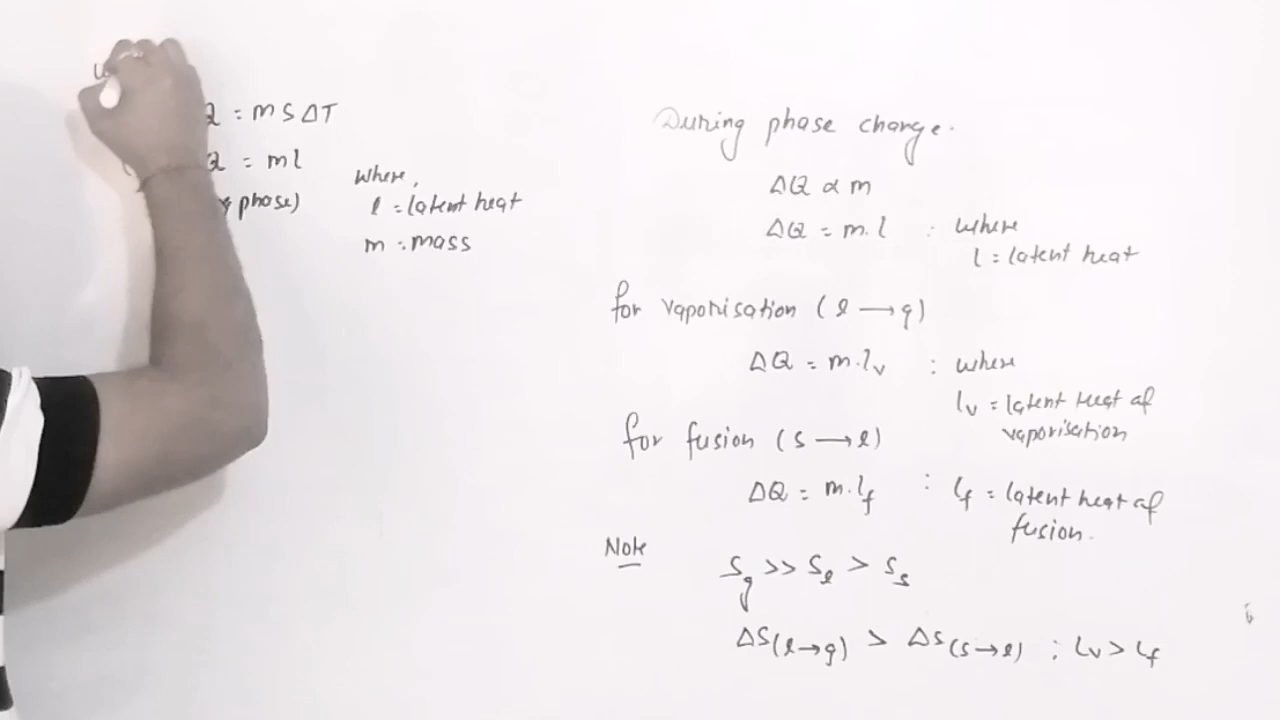 Q = m S ΔT
Q = ml
phase)
where,
l = latent heat
m = mass
During phase change.
ΔQ α m
ΔQ = m.l : where
l = latent heat
for vaporisation (l → g)
ΔQ = m.lv : where
lv = latent heat of
vaporisation
for fusion (s → l)
ΔQ = m.lf : lf = latent heat of
fusion.
Note
Sg >> Sl > Ss
ΔS(l→g) > ΔS(s→l) ; Lv > Lf